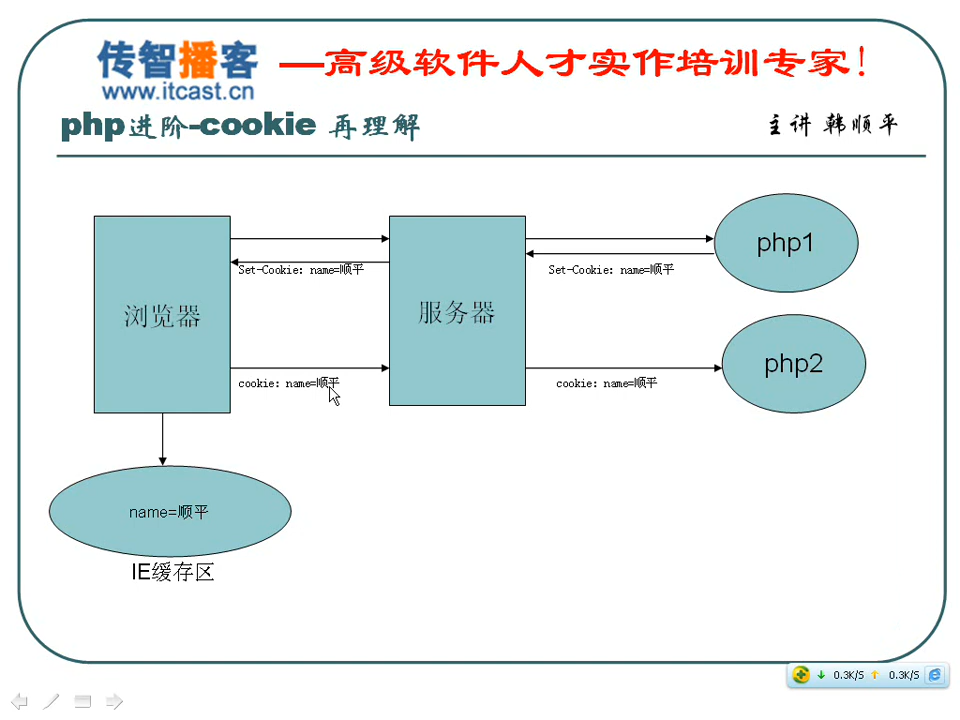 传智播客 —高级软件人才实作培训专家!
www.itcast.cn
php进阶-cookie 再理解
主讲 韩顺平
php1
Set-Cookie: name=顺平
Set-Cookie: name=顺平
浏览器
服务器
php2
cookie: name=顺平
cookie: name=顺平
name=顺平
IE缓存区
0.3K/S 0.3K/S